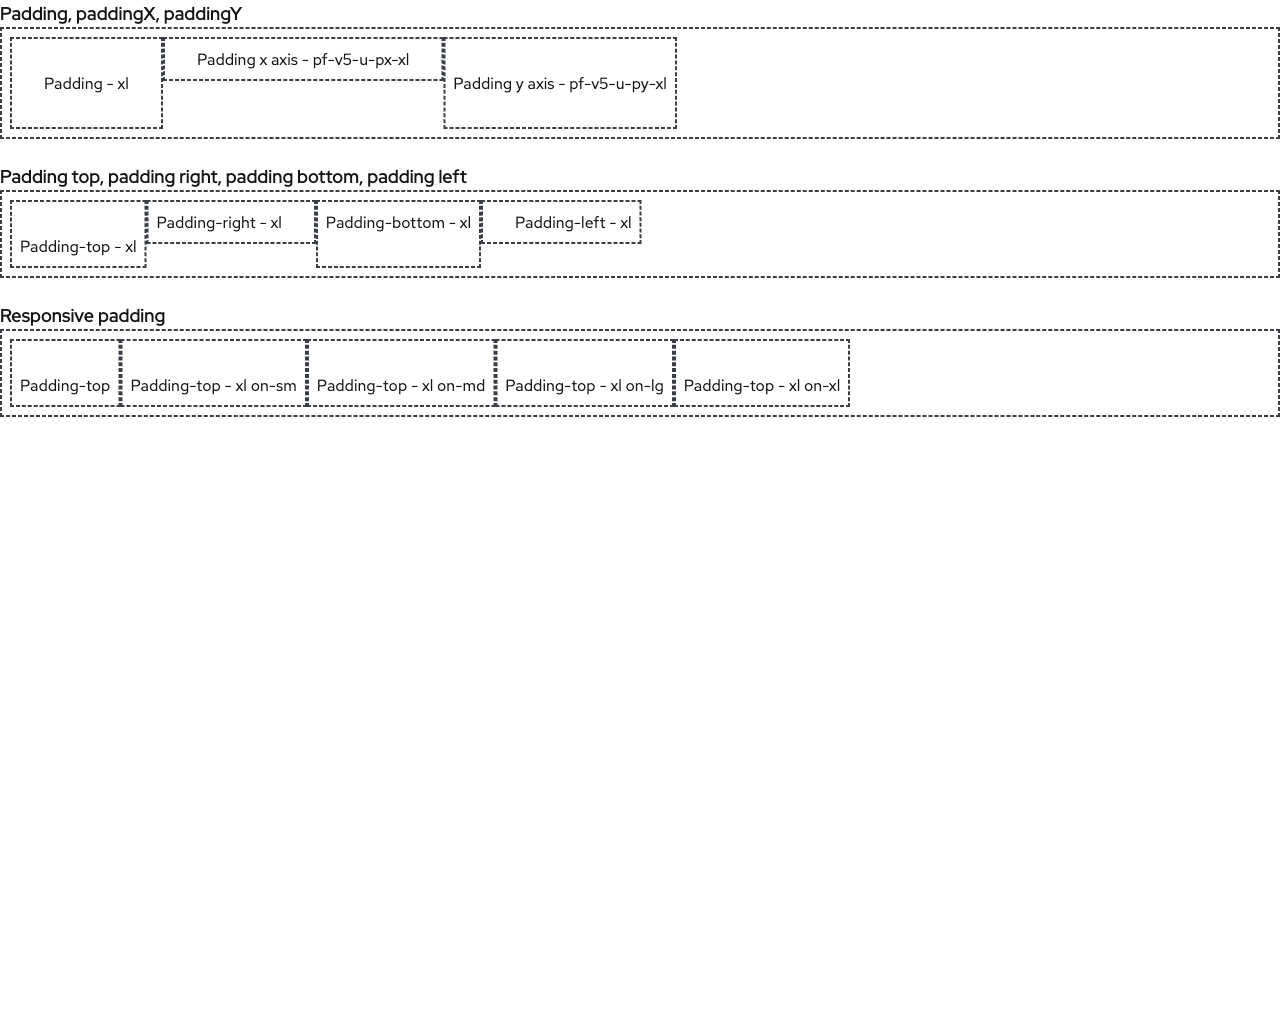 Padding, paddingX, paddingY
Padding - xl
Padding x axis - pf-v5-u-px-xl
Padding y axis - pf-v5-u-py-xl
Padding top, padding right, padding bottom, padding left
Padding-top - xl
Padding-right - xl
Padding-bottom - xl
Padding-left - xl
Responsive padding
Padding-top
Padding-top - xl on-sm
Padding-top - xl on-md
Padding-top - xl on-lg
Padding-top - xl on-xl